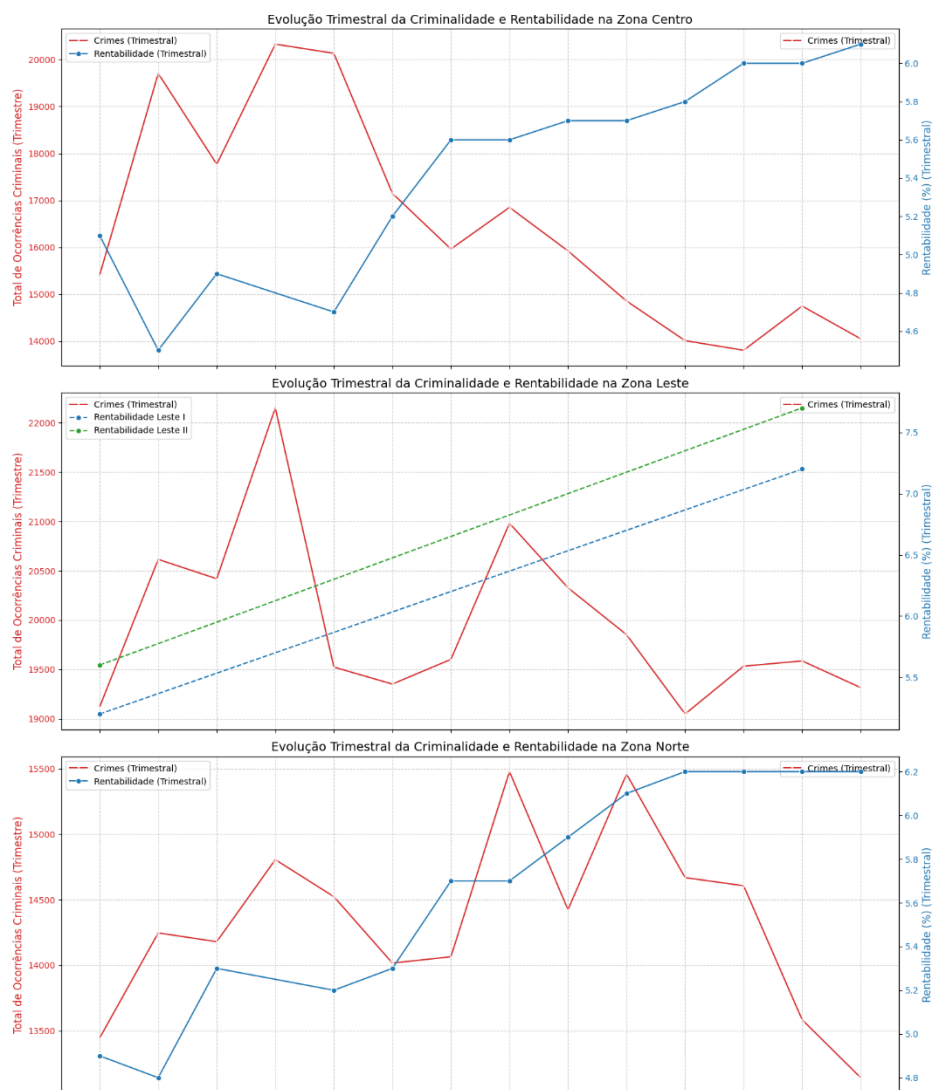 Evolução Trimestral da Criminalidade e Rentabilidade na Zona Centro
Crimes (Trimestral)
Rentabilidade (Trimestral)
Crimes (Trimestral)
Total de Ocorrências Criminais (Trimestre)
20000
19000
18000
17000
16000
15000
14000
6.0
5.8
5.6
5.4
5.2
5.0
4.8
4.6
Rentabilidade (%) (Trimestral)
Evolução Trimestral da Criminalidade e Rentabilidade na Zona Leste
Crimes (Trimestral)
Rentabilidade Leste I
Rentabilidade Leste II
Crimes (Trimestral)
Total de Ocorrências Criminais (Trimestre)
22000
21500
21000
20500
20000
19500
19000
7.5
7.0
6.5
6.0
5.5
Rentabilidade (%) (Trimestral)
Evolução Trimestral da Criminalidade e Rentabilidade na Zona Norte
Crimes (Trimestral)
Rentabilidade (Trimestral)
Crimes (Trimestral)
Total de Ocorrências Criminais (Trimestre)
15500
15000
14500
14000
13500
6.2
6.0
5.8
5.6
5.4
5.2
5.0
4.8
Rentabilidade (%) (Trimestral)